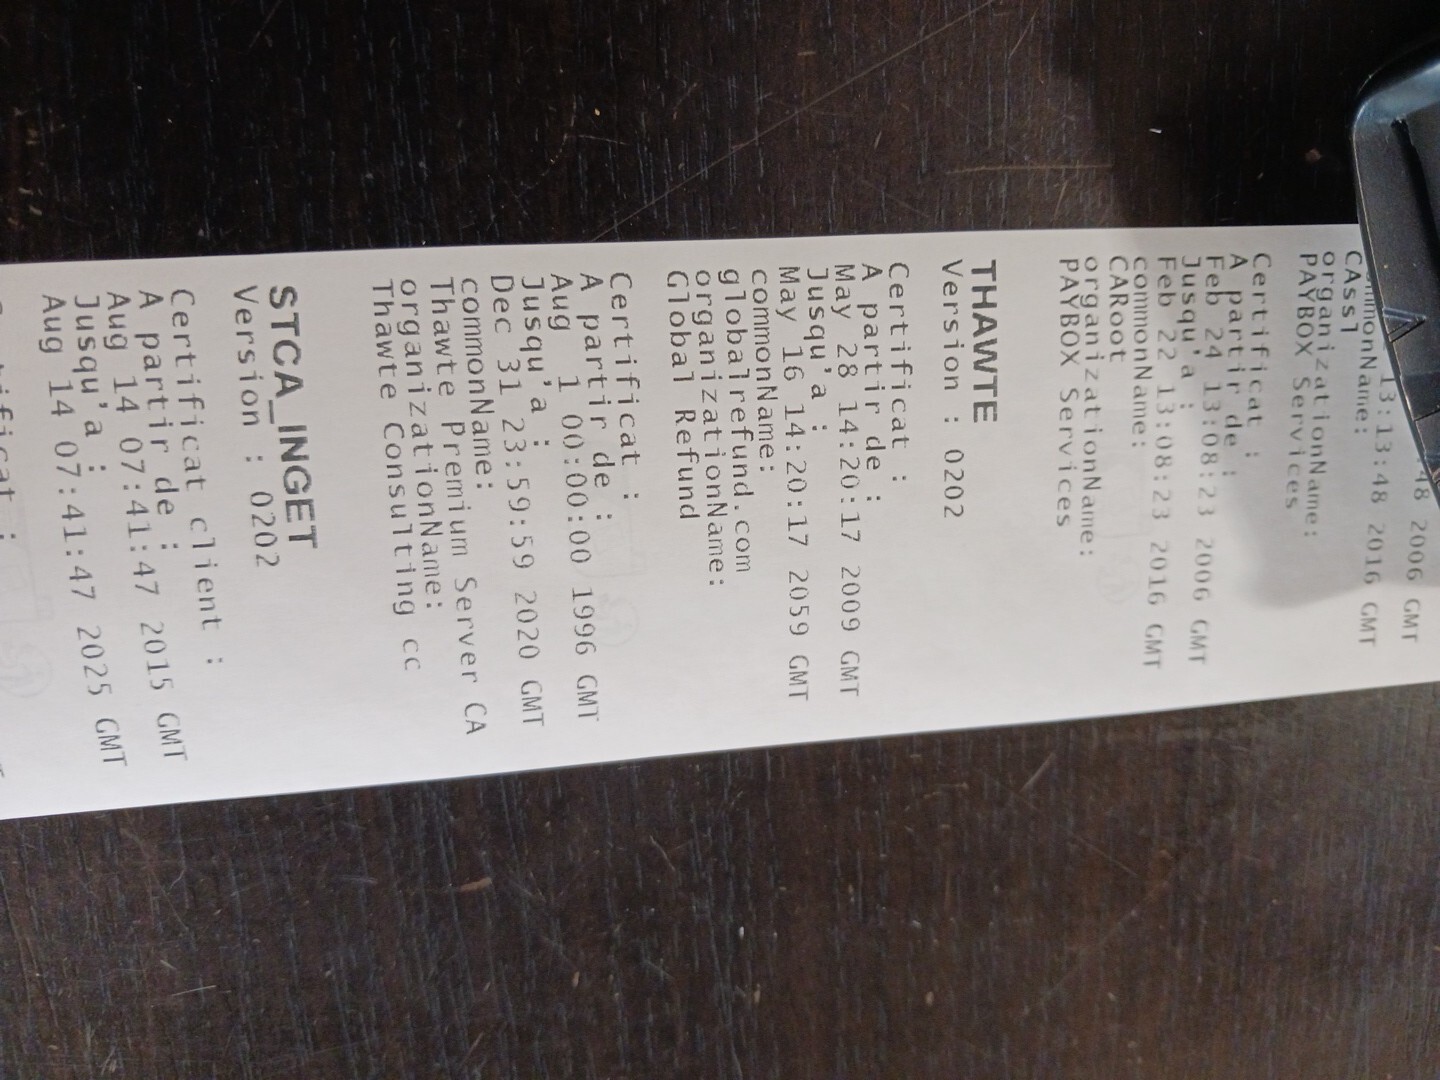 48 2006 GMT
13:13:48 2016 GMT
commonName:
CAssl
organizationName:
PAYBOX Services
Certificat :
A partir de :
Feb 24 13:08:23 2006 GMT
Jusqu'a :
Feb 22 13:08:23 2016 GMT
commonName:
CARoot
organizationName:
PAYBOX Services
THAWTE
Version : 0202
Certificat :
A partir de :
May 28 14:20:17 2009 GMT
Jusqu'a :
May 16 14:20:17 2059 GMT
commonName:
globalrefund.com
organizationName:
Global Refund
Certificat :
A partir de :
Aug  1 00:00:00 1996 GMT
Jusqu'a :
Dec 31 23:59:59 2020 GMT
commonName:
Thawte Premium Server CA
organizationName:
Thawte Consulting cc
STCA_INGET
Version : 0202
Certificat client :
A partir de :
Aug 14 07:41:47 2015 GMT
Jusqu'a :
Aug 14 07:41:47 2025 GMT